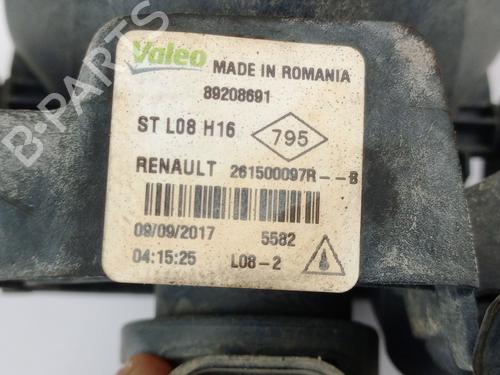 Valeo MADE IN ROMANIA
89208691
ST L08 H16 795
RENAULT 261500097R--B
09/09/2017 5582
04:15:25 L08-2
B-PARTS